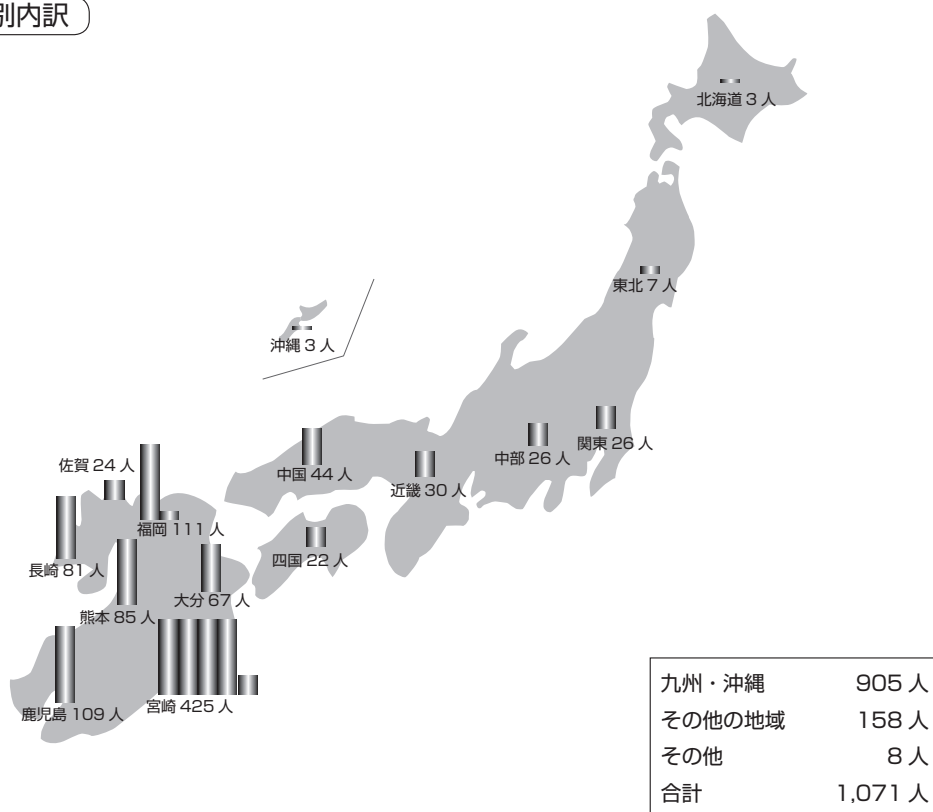 別内訳
北海道 3 人
東北 7 人
沖縄 3 人
関東 26 人
中部 26 人
中国 44 人
近畿 30 人
四国 22 人
佐賀 24 人
福岡 111 人
長崎 81 人
大分 67 人
熊本 85 人
宮崎 425 人
鹿児島 109 人
九州・沖縄 905 人
その他の地域 158 人
その他 8 人
合計 1,071 人